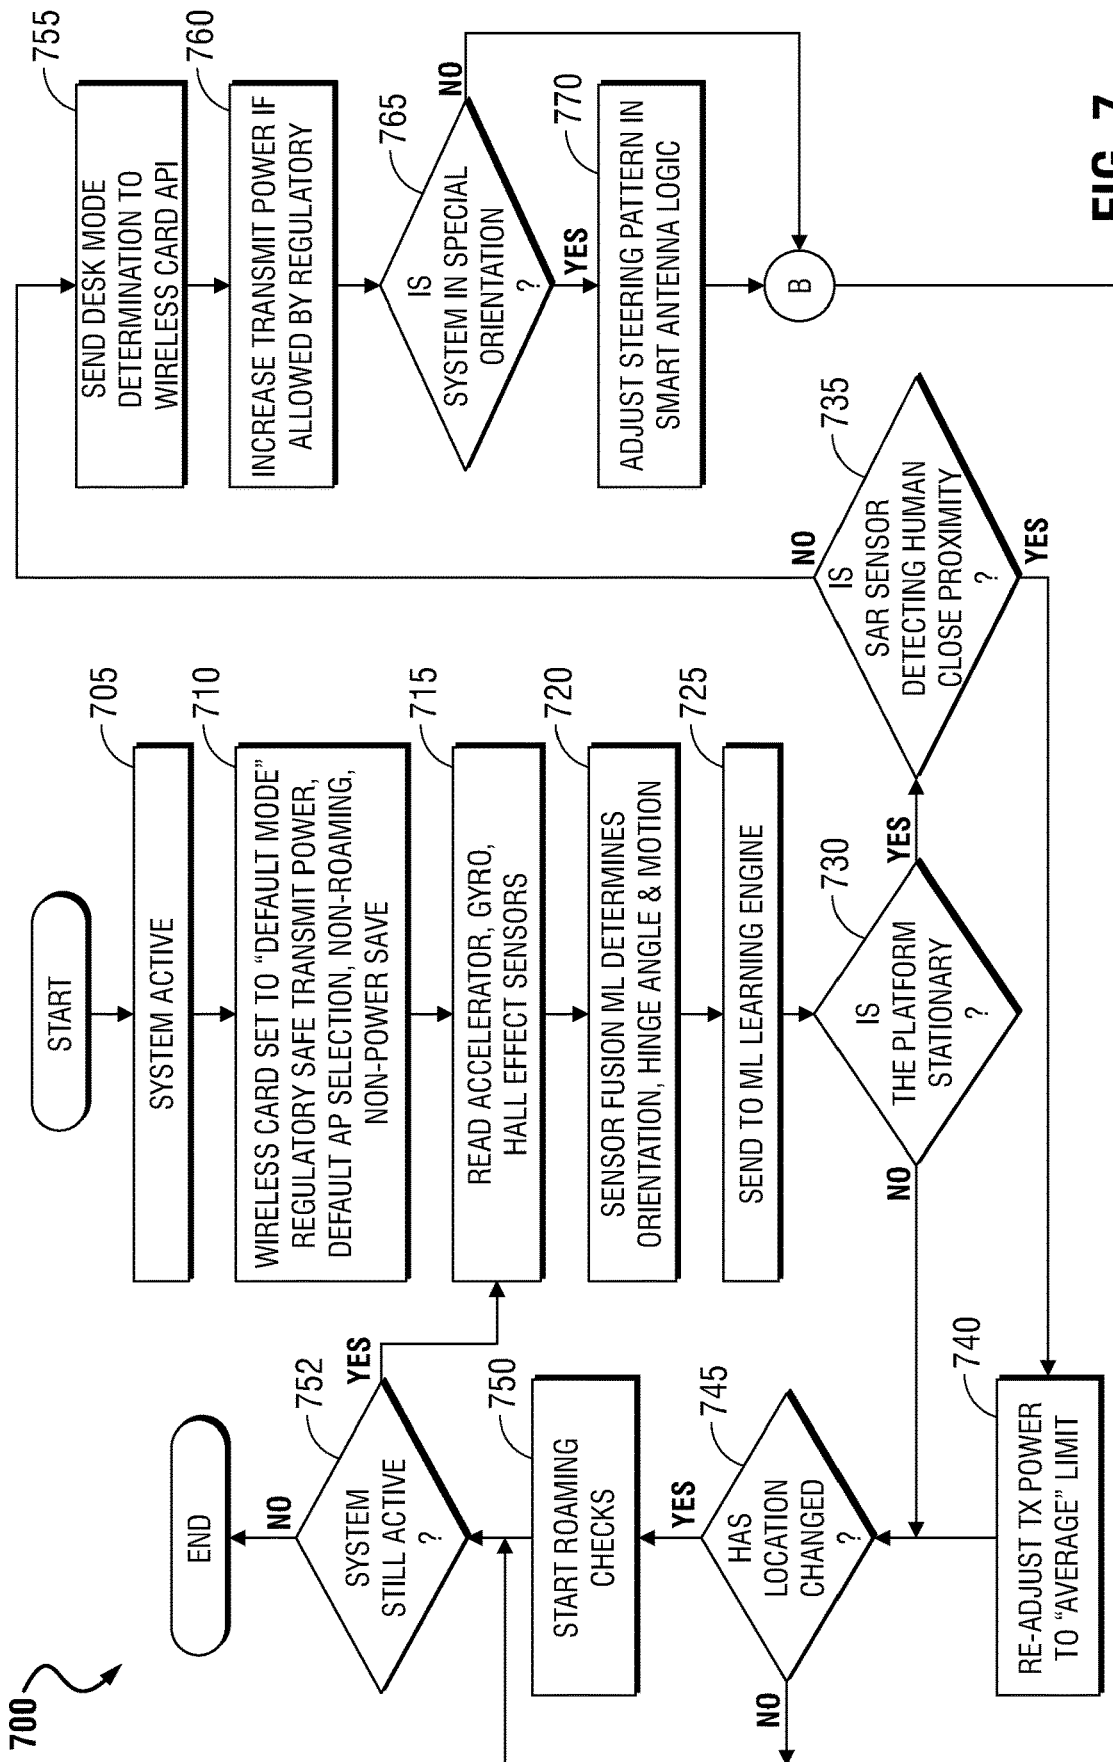 700
START
705
SYSTEM ACTIVE
710
WIRELESS CARD SET TO “DEFAULT MODE”
REGULATORY SAFE TRANSMIT POWER,
DEFAULT AP SELECTION, NON-ROAMING,
NON-POWER SAVE
715
READ ACCELERATOR, GYRO,
HALL EFFECT SENSORS
720
SENSOR FUSION ML DETERMINES
ORIENTATION, HINGE ANGLE & MOTION
725
SEND TO ML LEARNING ENGINE
730
IS
THE PLATFORM
STATIONARY
?
YES
NO
735
IS
SAR SENSOR
DETECTING HUMAN
CLOSE PROXIMITY
?
NO
YES
740
RE-ADJUST TX POWER
TO “AVERAGE” LIMIT
745
HAS
LOCATION
CHANGED
?
YES
NO
750
START ROAMING
CHECKS
752
SYSTEM
STILL ACTIVE
?
YES
NO
END
755
SEND DESK MODE
DETERMINATION TO
WIRELESS CARD API
760
INCREASE TRANSMIT POWER IF
ALLOWED BY REGULATORY
765
IS
SYSTEM IN SPECIAL
ORIENTATION
?
NO
YES
770
ADJUST STEERING PATTERN IN
SMART ANTENNA LOGIC
B
FIG. 7